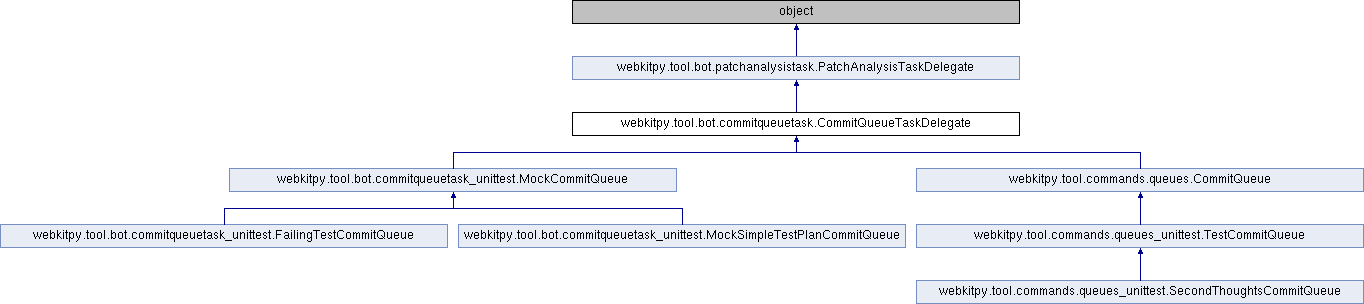 object
webkitpy.tool.bot.patchanalysistask.PatchAnalysisTaskDelegate
webkitpy.tool.bot.commitqueuetask.CommitQueueTaskDelegate
webkitpy.tool.bot.commitqueuetask_unittest.MockCommitQueue
webkitpy.tool.commands.queues.CommitQueue
webkitpy.tool.bot.commitqueuetask_unittest.FailingTestCommitQueue
webkitpy.tool.bot.commitqueuetask_unittest.MockSimpleTestPlanCommitQueue
webkitpy.tool.commands.queues_unittest.TestCommitQueue
webkitpy.tool.commands.queues_unittest.SecondThoughtsCommitQueue